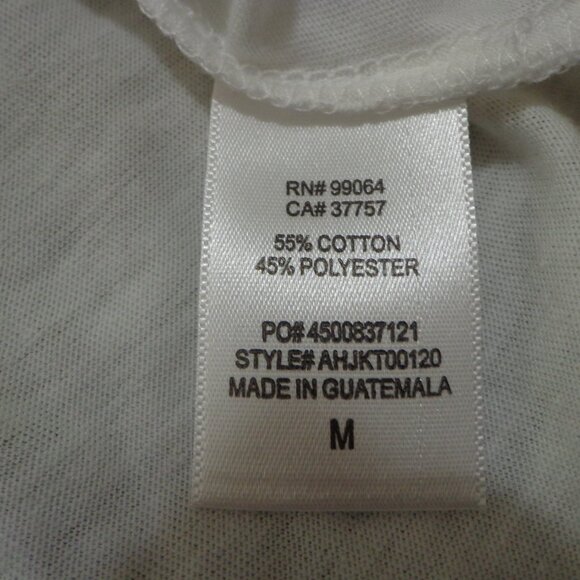 RN# 99064
CA# 37757
55% COTTON
45% POLYESTER
PO# 4500837121
STYLE# AHJKT00120
MADE IN GUATEMALA
M